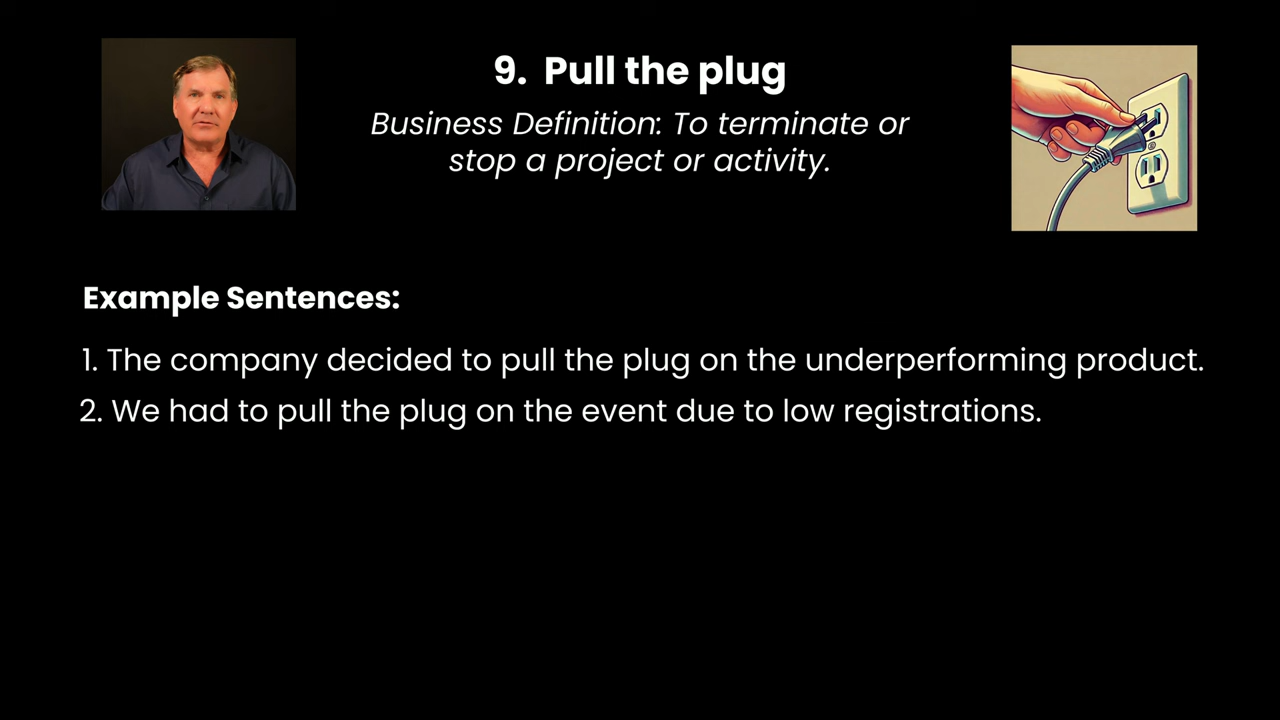 9. Pull the plug
Business Definition: To terminate or
stop a project or activity.
Example Sentences:
1. The company decided to pull the plug on the underperforming product.
2. We had to pull the plug on the event due to low registrations.